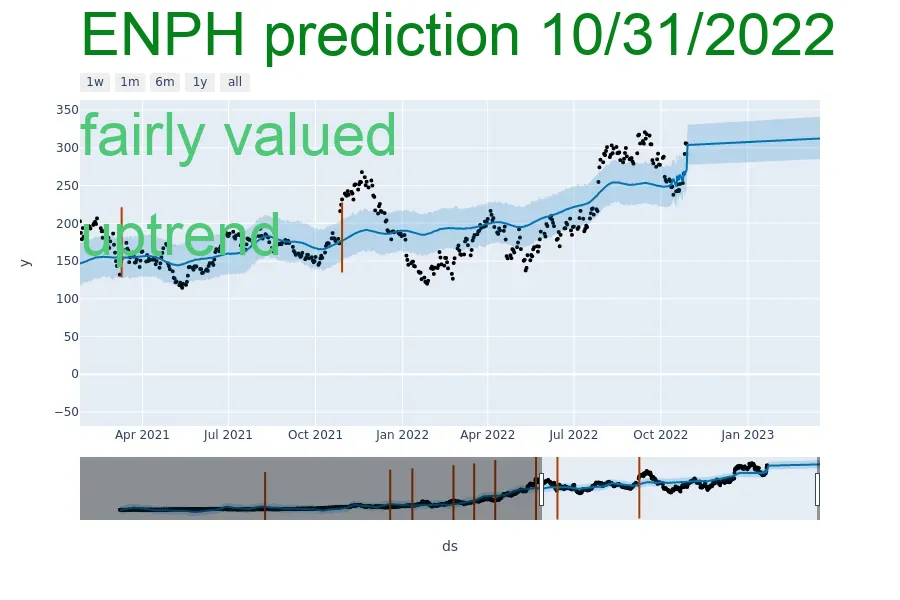 ENPH prediction 10/31/2022
1w 1m 6m 1y all
350
fairly valued
300
250
200
uptrend
150
y
100
50
0
−50
Apr 2021 Jul 2021 Oct 2021 Jan 2022 Apr 2022 Jul 2022 Oct 2022 Jan 2023
ds